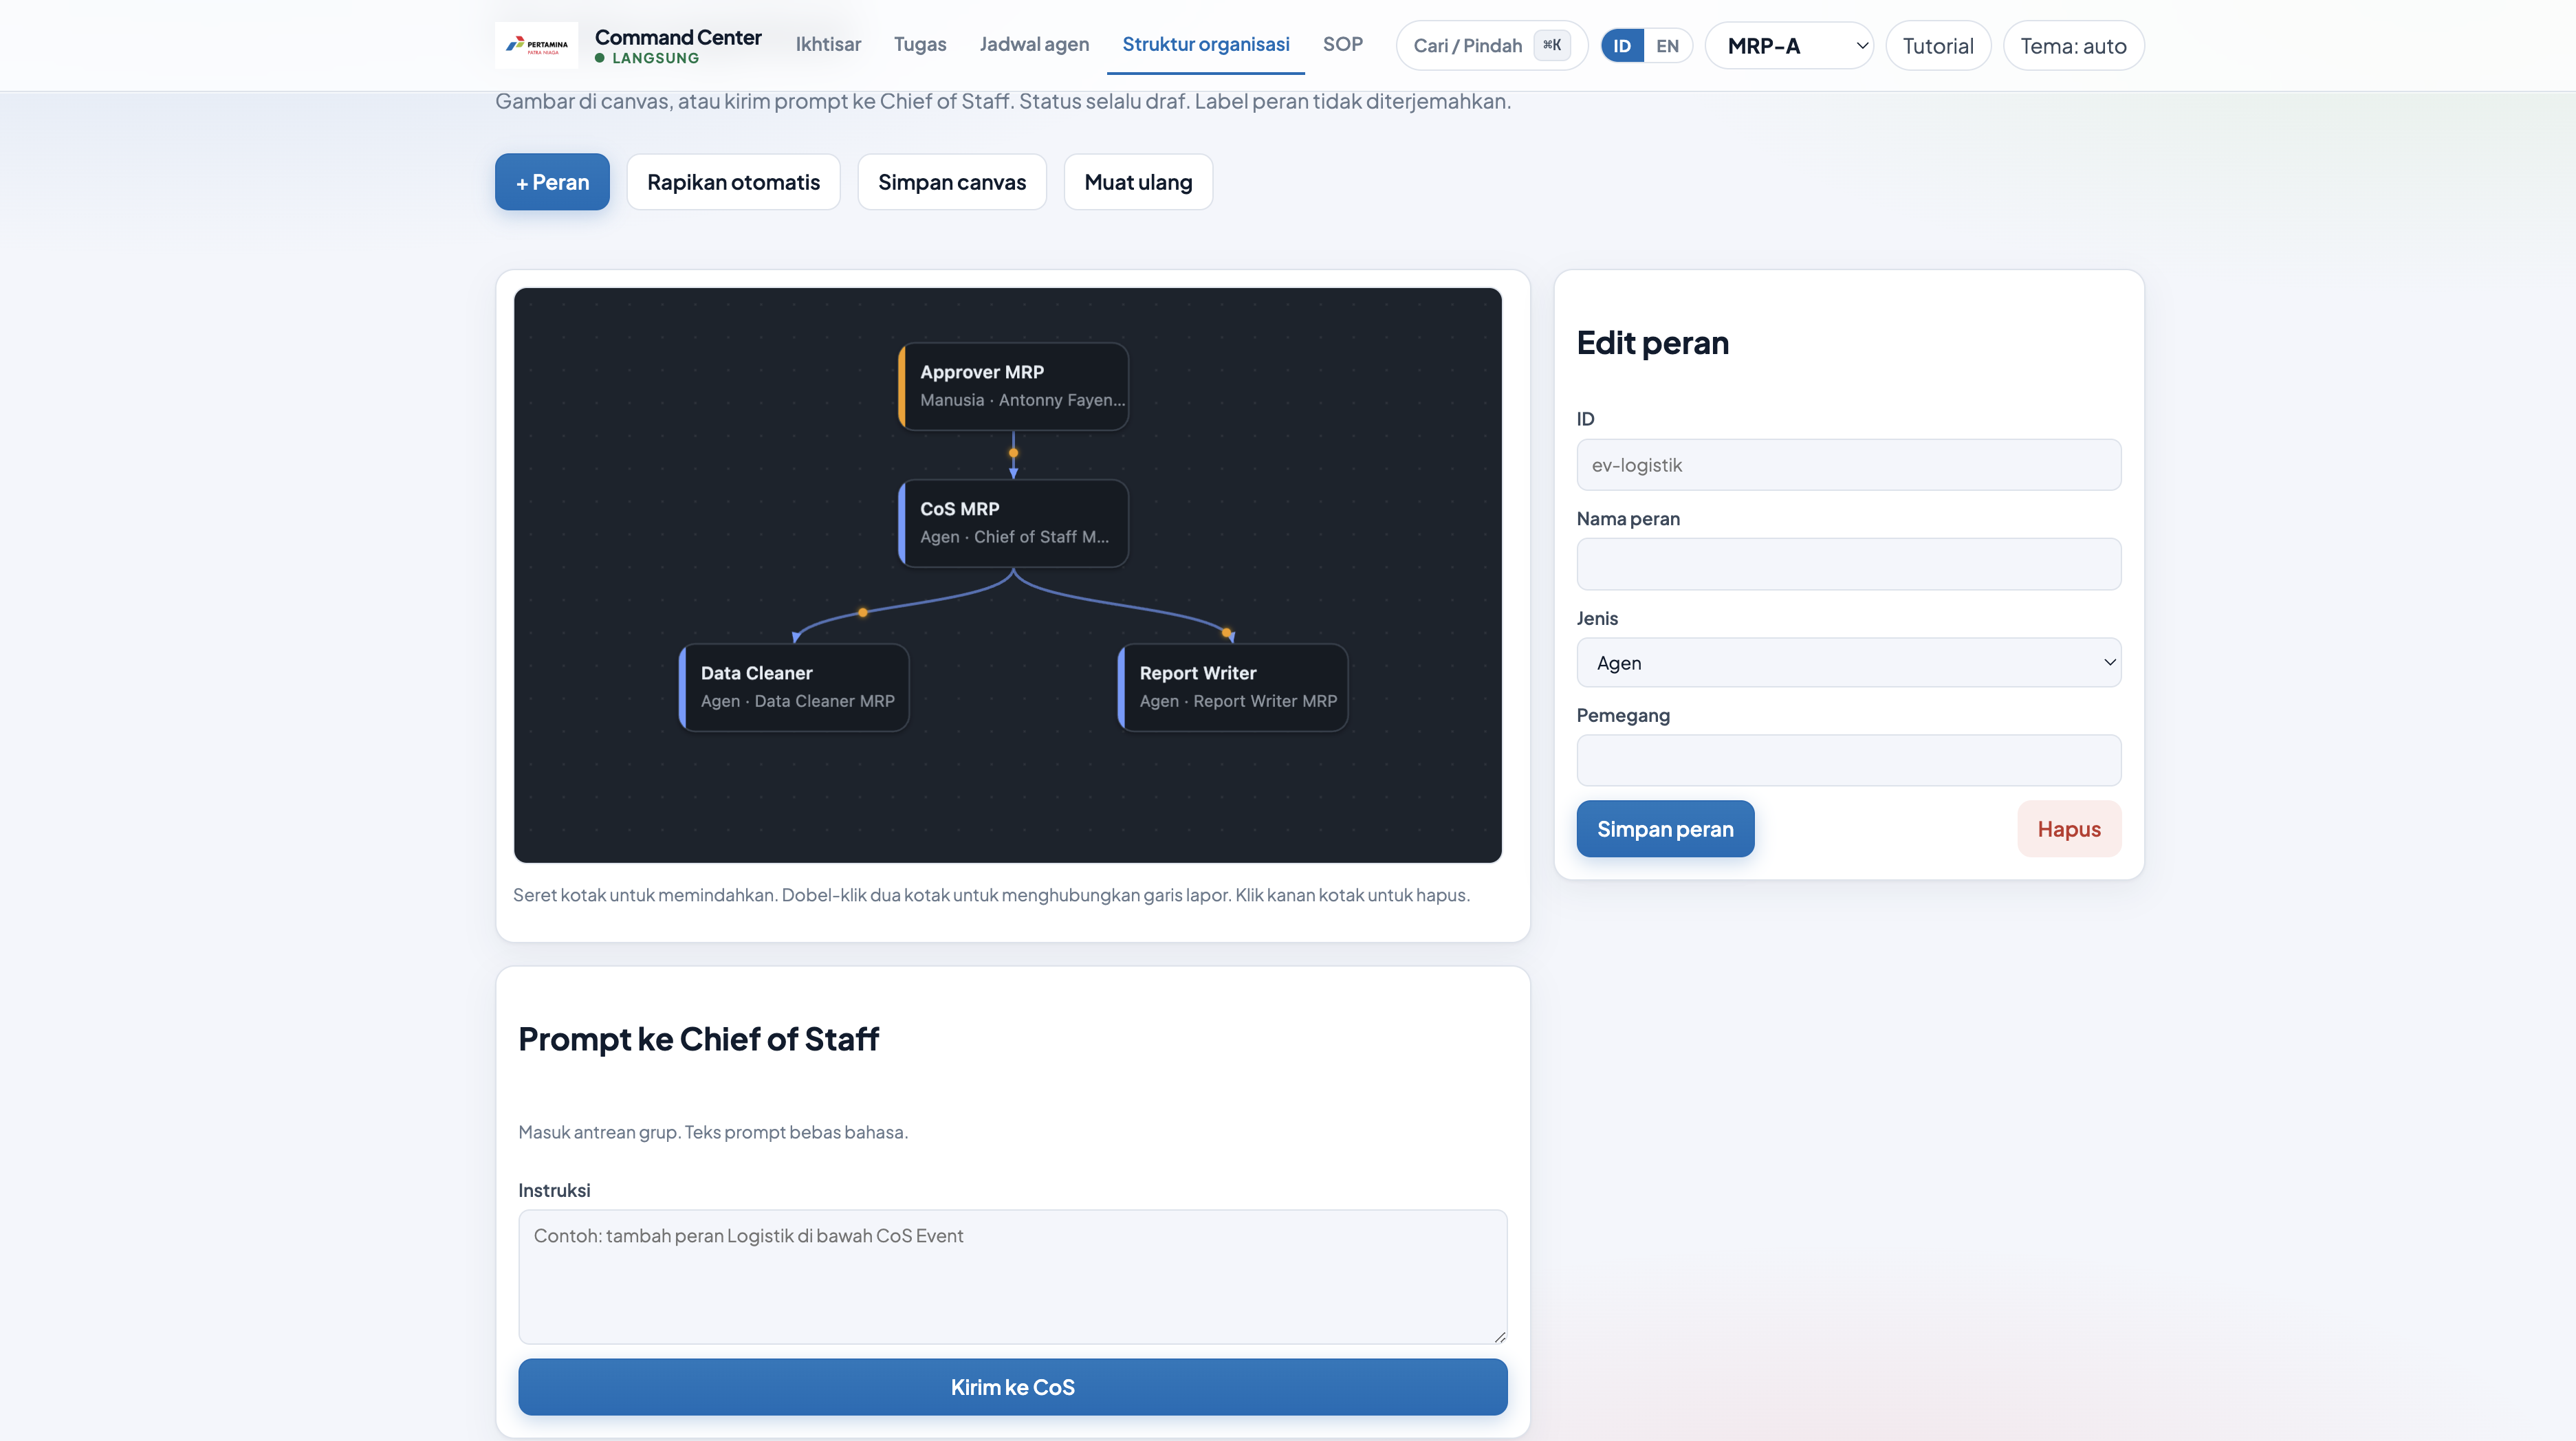 PERTAMINA
PATRA NIAGA
Command Center
LANGSUNG
Ikhtisar
Tugas
Jadwal agen
Struktur organisasi
SOP
Cari / Pindah ⌘K
ID EN
MRP-A
Tutorial
Tema: auto
Gambar di canvas, atau kirim prompt ke Chief of Staff. Status selalu draf. Label peran tidak diterjemahkan.
+ Peran
Rapikan otomatis
Simpan canvas
Muat ulang
Approver MRP
Manusia · Antonny Fayen...
CoS MRP
Agen · Chief of Staff M...
Data Cleaner
Agen · Data Cleaner MRP
Report Writer
Agen · Report Writer MRP
Seret kotak untuk memindahkan. Dobel-klik dua kotak untuk menghubungkan garis lapor. Klik kanan kotak untuk hapus.
Edit peran
ID
ev-logistik
Nama peran
Jenis
Agen
Pemegang
Simpan peran
Hapus
Prompt ke Chief of Staff
Masuk antrean grup. Teks prompt bebas bahasa.
Instruksi
Contoh: tambah peran Logistik di bawah CoS Event
Kirim ke CoS